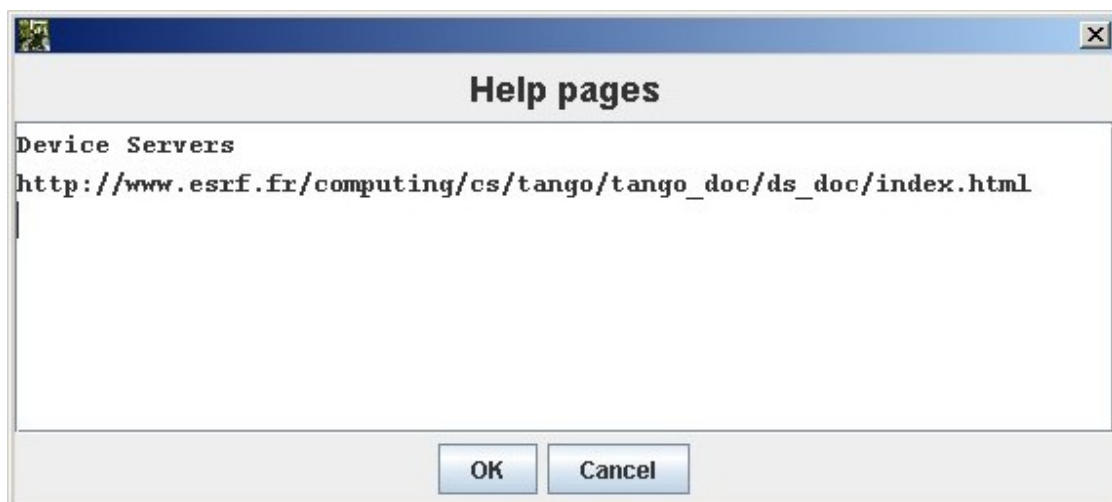 Help pages
Device Servers
http://www.esrf.fr/computing/cs/tango/tango_doc/ds_doc/index.html
OK Cancel